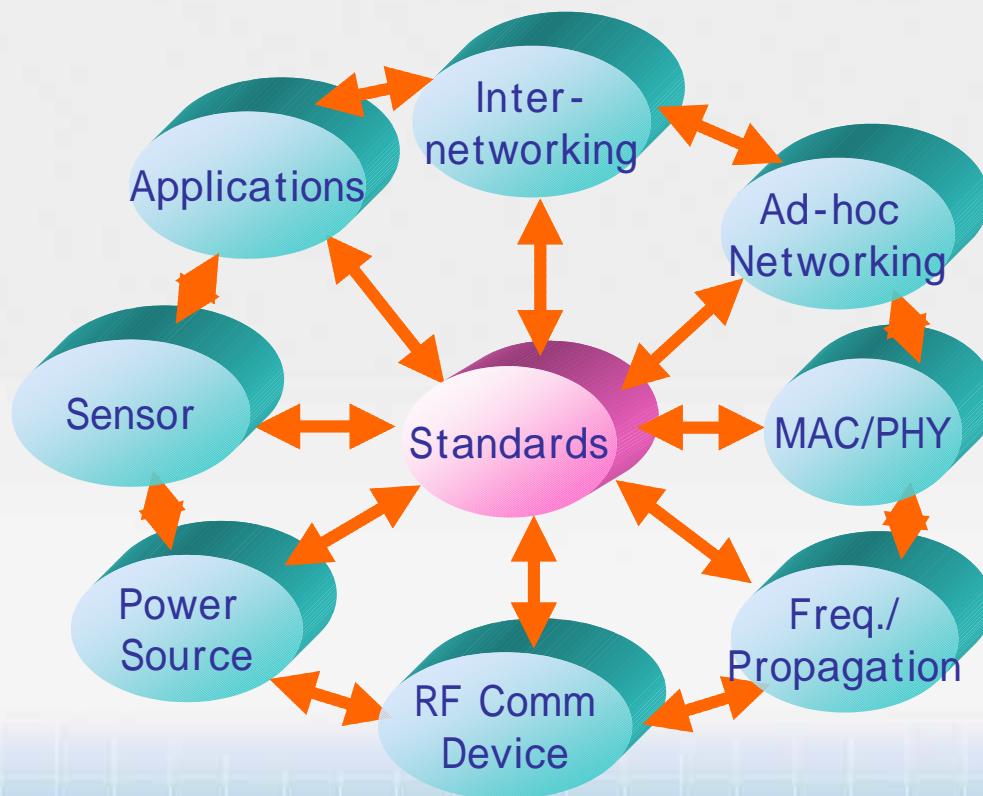 Inter-
networking
Applications
Ad-hoc
Networking
Sensor
Standards
MAC/PHY
Power
Source
Freq./
Propagation
RF Comm
Device